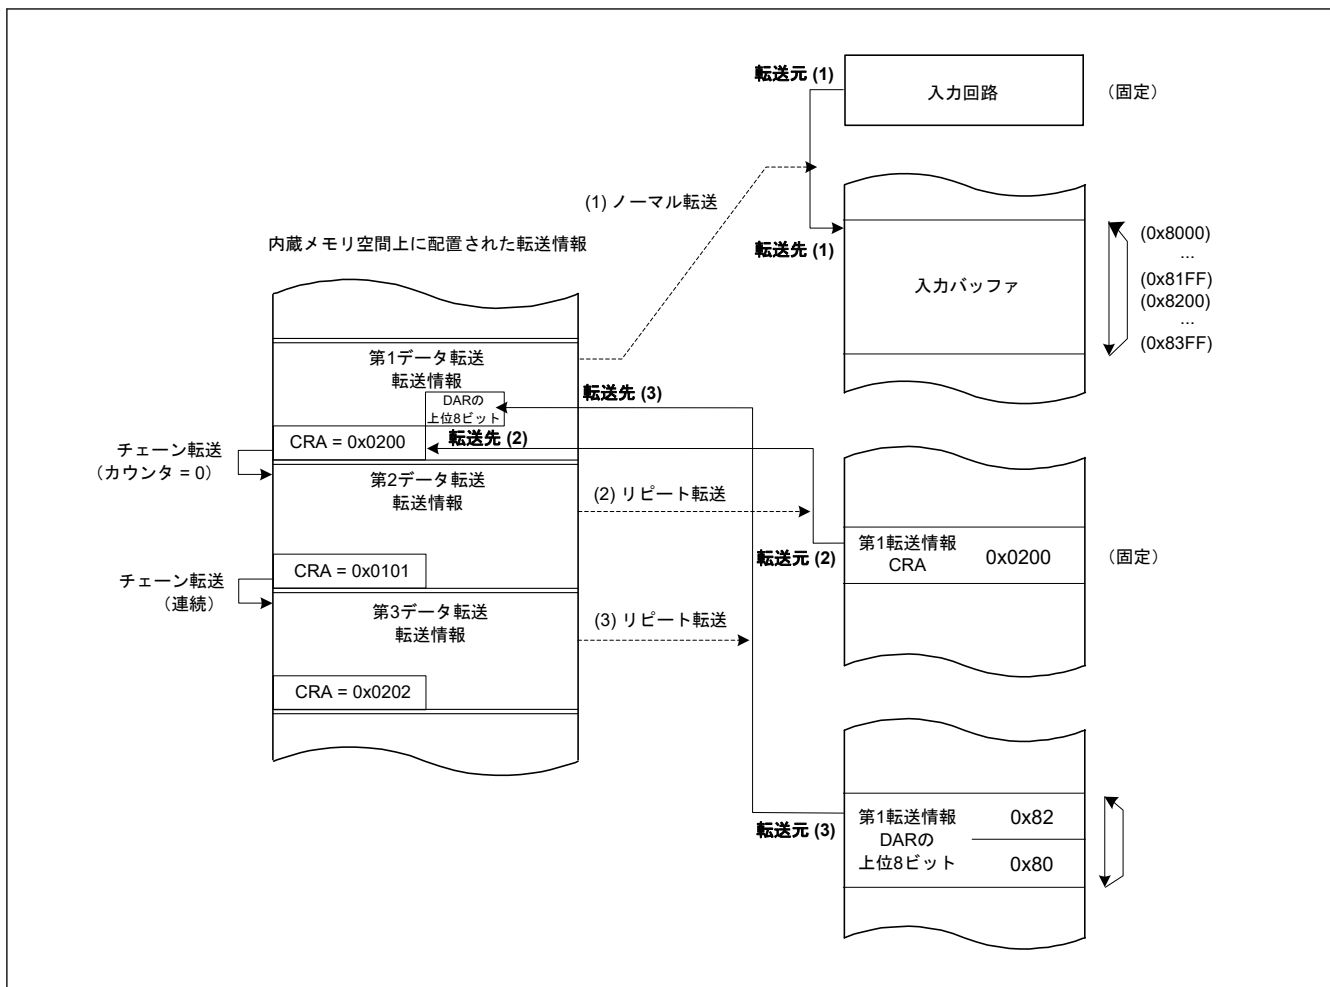 転送元 (1)
入力回路
（固定）
(1) ノーマル転送
転送先 (1)
入力バッファ
(0x8000)
...
(0x81FF)
(0x8200)
...
(0x83FF)
内蔵メモリ空間上に配置された転送情報
第1データ転送
転送情報
DARの
上位8ビット
転送先 (3)
CRA = 0x0200
転送先 (2)
チェーン転送
（カウンタ = 0）
第2データ転送
転送情報
(2) リピート転送
転送元 (2)
第1転送情報
CRA
0x0200
（固定）
CRA = 0x0101
チェーン転送
（連続）
第3データ転送
転送情報
(3) リピート転送
CRA = 0x0202
転送元 (3)
第1転送情報
DARの
上位8ビット
0x82
0x80